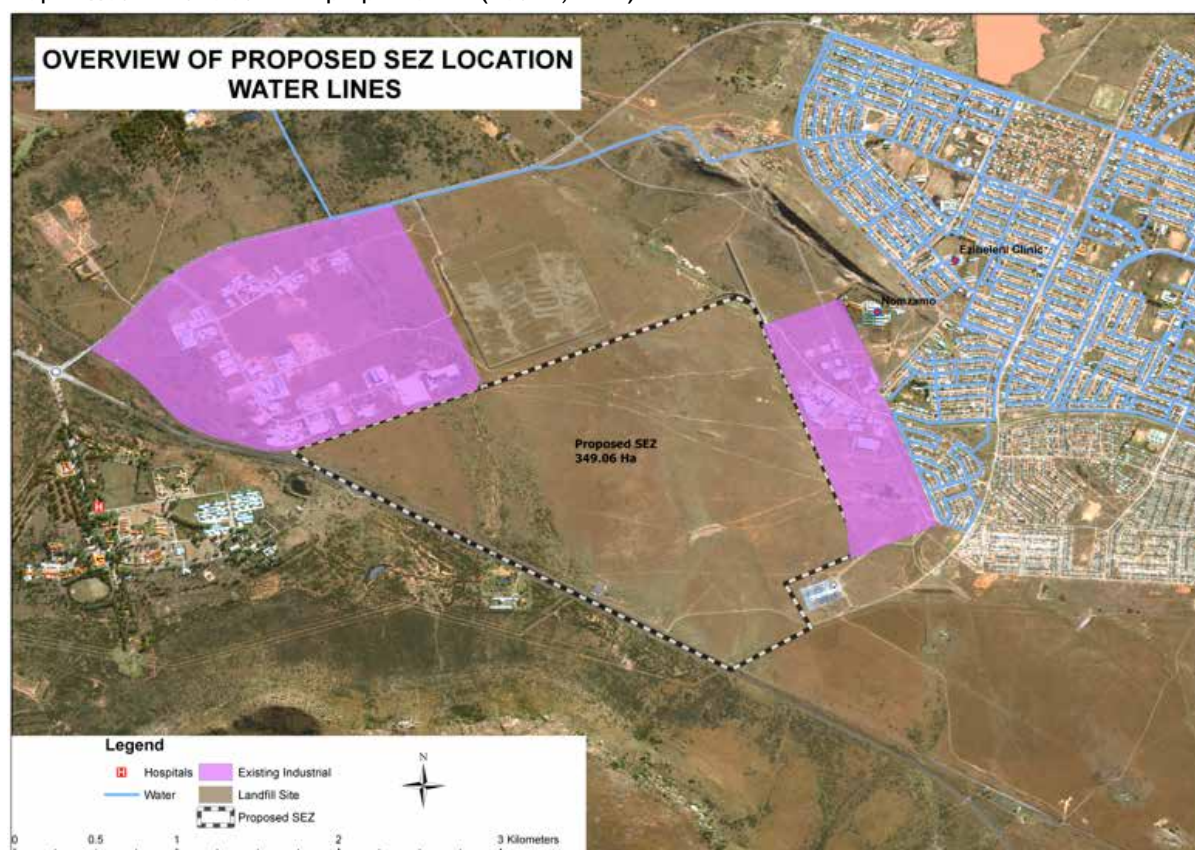 OVERVIEW OF PROPOSED SEZ LOCATION
WATER LINES
Ezibeleni Clinic
Nomzamo
Proposed SEZ
349.06 Ha
Legend
H Hospitals
Existing Industrial
Water
Landfill Site
Proposed SEZ
N
0 0.5 1 2 3 Kilometers
H